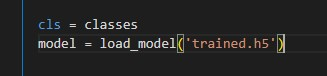 cls = classes
model = load_model('trained.h5')